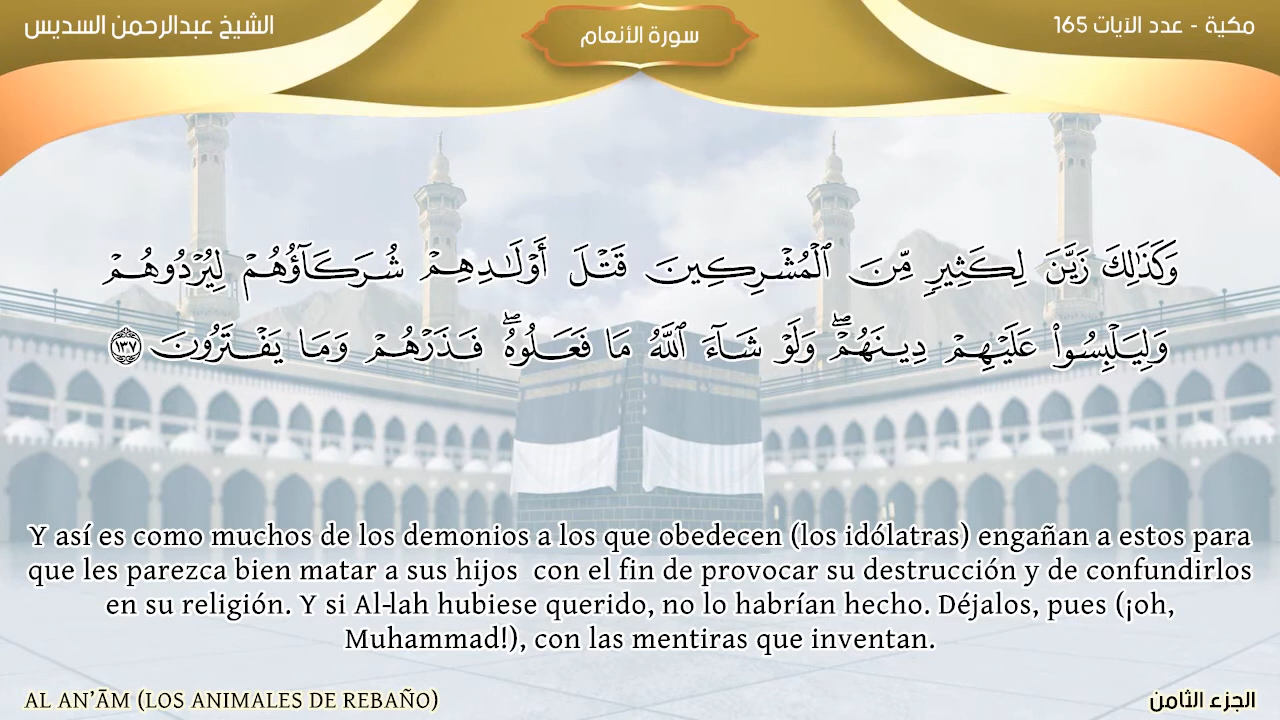 مكية - عدد الآيات 165
سورة الأنعام
الشيخ عبدالرحمن السديس
وَكَذَٰلِكَ زَيَّنَ لِكَثِيرٍ مِّنَ ٱلْمُشْرِكِينَ قَتْلَ أَوْلَٰدِهِمْ شُرَكَآؤُهُمْ لِيُرْدُوهُمْ
وَلِيَلْبِسُوا۟ عَلَيْهِمْ دِينَهُمْ ۖ وَلَوْ شَآءَ ٱللَّهُ مَا فَعَلُوهُ ۖ فَذَرْهُمْ وَمَا يَفْتَرُونَ ١٣٧
Y así es como muchos de los demonios a los que obedecen (los idólatras) engañan a estos para
que les parezca bien matar a sus hijos  con el fin de provocar su destrucción y de confundirlos
en su religión. Y si Al-lah hubiese querido, no lo habrían hecho. Déjalos, pues (¡oh,
Muhammad!), con las mentiras que inventan.
AL AN’ĀM (LOS ANIMALES DE REBAÑO)
الجزء الثامن